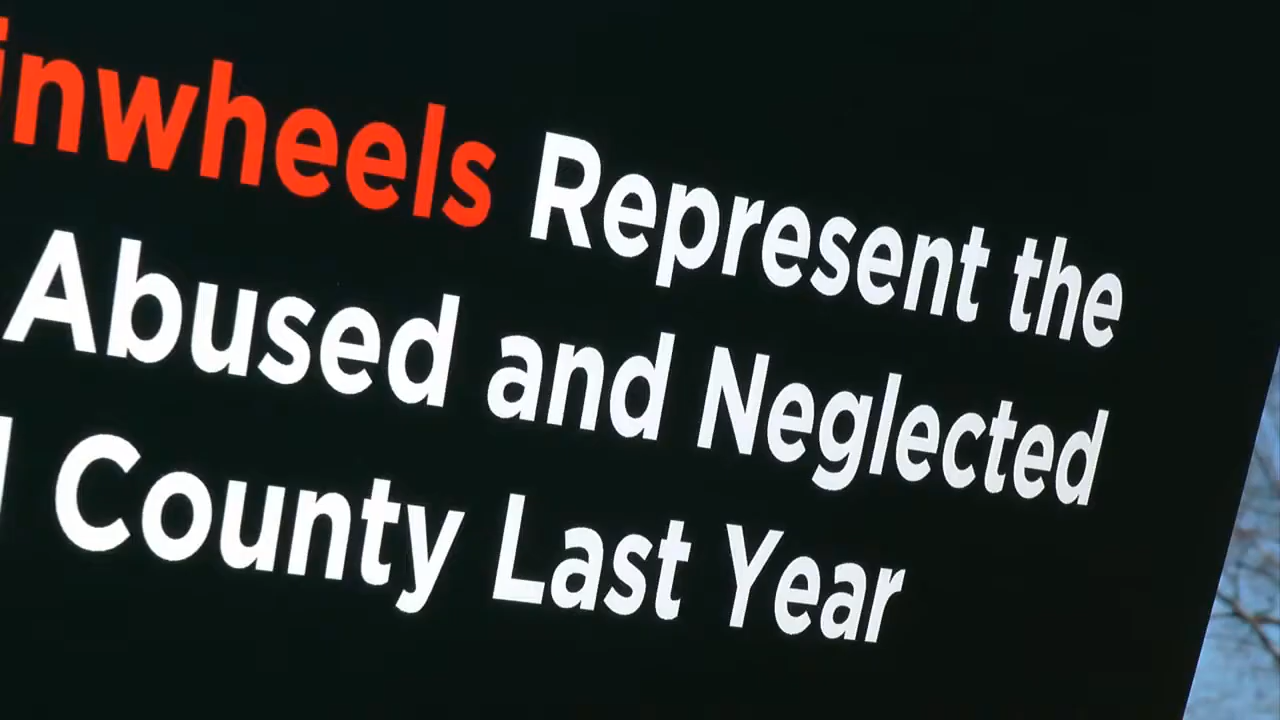 inwheels Represent the
Abused and Neglected
County Last Year